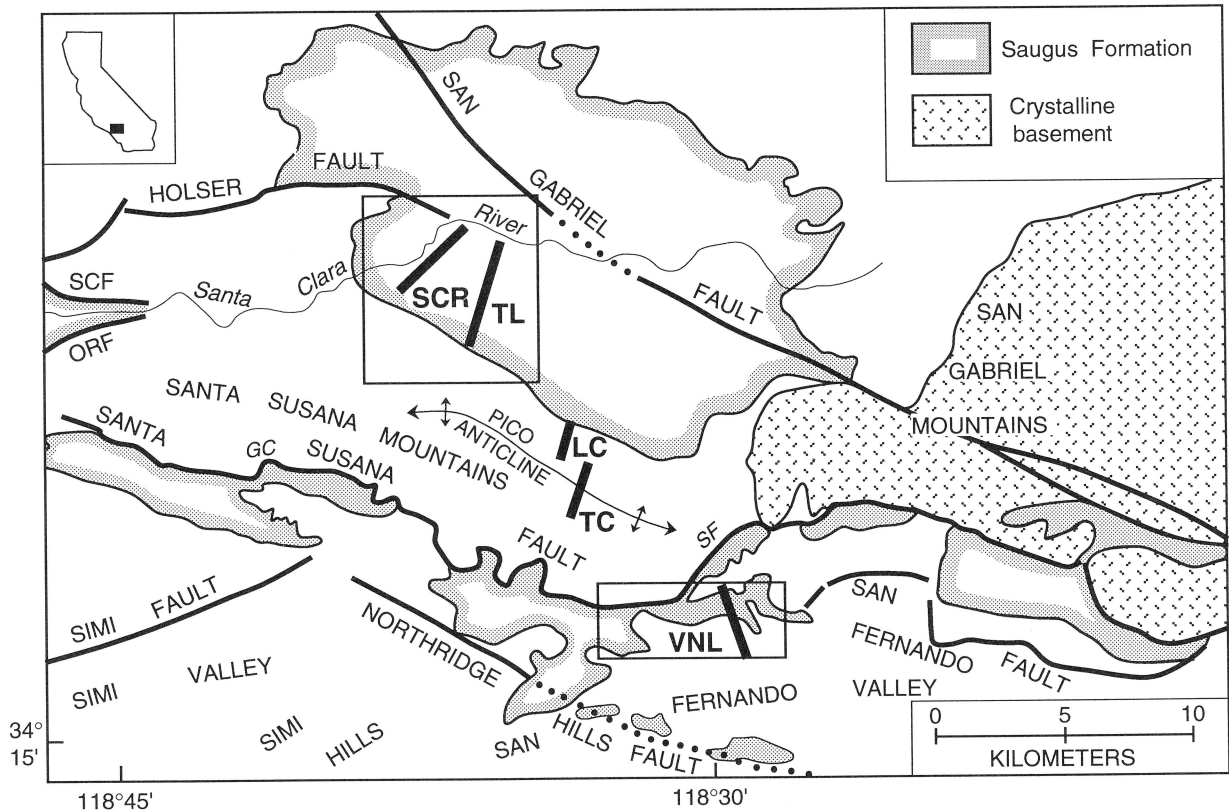 Saugus Formation
Crystalline
basement
SAN
GABRIEL
FAULT
HOLSER
FAULT
River
Clara
Santa
SCF
ORF
SCR
TL
SAN
GABRIEL
MOUNTAINS
SANTA
SUSANA
MOUNTAINS
PICO
ANTICLINE
LC
TC
SANTA
GC
SUSANA
FAULT
SF
SIMI
FAULT
NORTHRIDGE
HILLS
FAULT
VNL
SAN
FERNANDO
FAULT
SIMI
VALLEY
SIMI
HILLS
SAN
FERNANDO
VALLEY
0 5 10
KILOMETERS
34°
15'
118°45'
118°30'